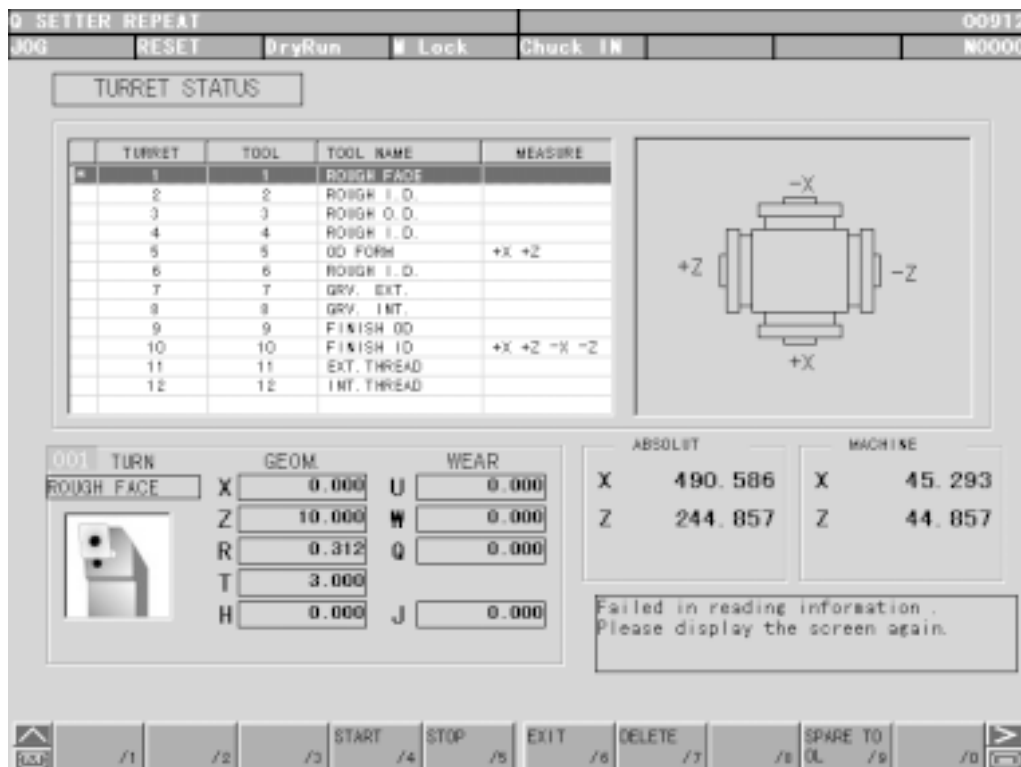 Q SETTER REPEAT O0912
JOG RESET DryRun M Lock Chuck IN N0000
TURRET STATUS
TURRET TOOL TOOL NAME MEASURE
* 1 1 ROUGH FACE
2 2 ROUGH I.D.
3 3 ROUGH O.D.
4 4 ROUGH I.D.
5 5 OD FORM +X +Z
6 6 ROUGH I.D.
7 7 GRV. EXT.
8 8 GRV. INT.
9 9 FINISH OD
10 10 FINISH ID +X +Z -X -Z
11 11 EXT.THREAD
12 12 INT.THREAD
-X
+Z -Z
+X
001 TURN GEOM. WEAR
ROUGH FACE
X 0.000 U 0.000
Z 10.000 W 0.000
R 0.312 Q 0.000
T 3.000
H 0.000 J 0.000
ABSOLUT MACHINE
X 490.586 X 45.293
Z 244.857 Z 44.857
Failed in reading information .
Please display the screen again.
START STOP EXIT DELETE SPARE TO
/1 /2 /3 /4 /5 /6 /7 /8 OL /9 /0